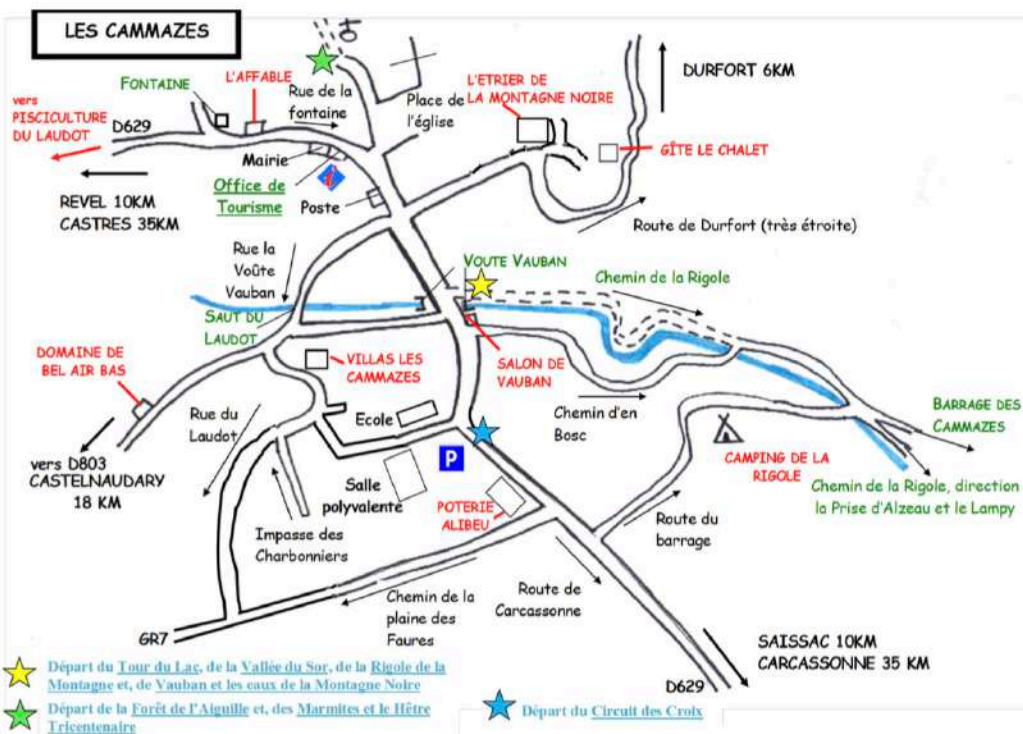 LES CAMMAZES
FONTAINE
L'AFFABLE
Rue de la
fontaine
Place de
l'église
L'ETRIER DE
LA MONTAGNE NOIRE
DURFORT 6KM
vers
PISCICULTURE
DU LAUDOT
D629
Mairie
GÎTE LE CHALET
REVEL 10KM
CASTRES 35KM
Office de
Tourisme
i
Poste
Route de Durfort (très étroite)
Rue la
Voûte
Vauban
VOUTE VAUBAN
Chemin de la Rigole
SAUT DU
LAUDOT
DOMAINE DE
BEL AIR BAS
VILLAS LES
CAMMAZES
SALON DE
VAUBAN
Rue du
Laudot
Ecole
Chemin d'en
Bosc
BARRAGE DES
CAMMAZES
P
vers D803
CASTELNAUDARY
18 KM
Salle
polyvalente
POTERIE
ALIBEU
CAMPING DE LA
RIGOLE
Chemin de la Rigole, direction
la Prise d'Alzeau et le Lampy
Impasse des
Charbonniers
Route du
barrage
Chemin de la
plaine des
Faures
Route de
Carcassonne
GR7
SAISSAC 10KM
CARCASSONNE 35 KM
D629
Départ du Tour du Lac, de la Vallée du Sor, de la Rigole de la
Montagne et, de Vauban et les eaux de la Montagne Noire
Départ de la Forêt de l'Aiguille et, des Marmites et le Hêtre
Tricentenaire
Départ du Circuit des Croix